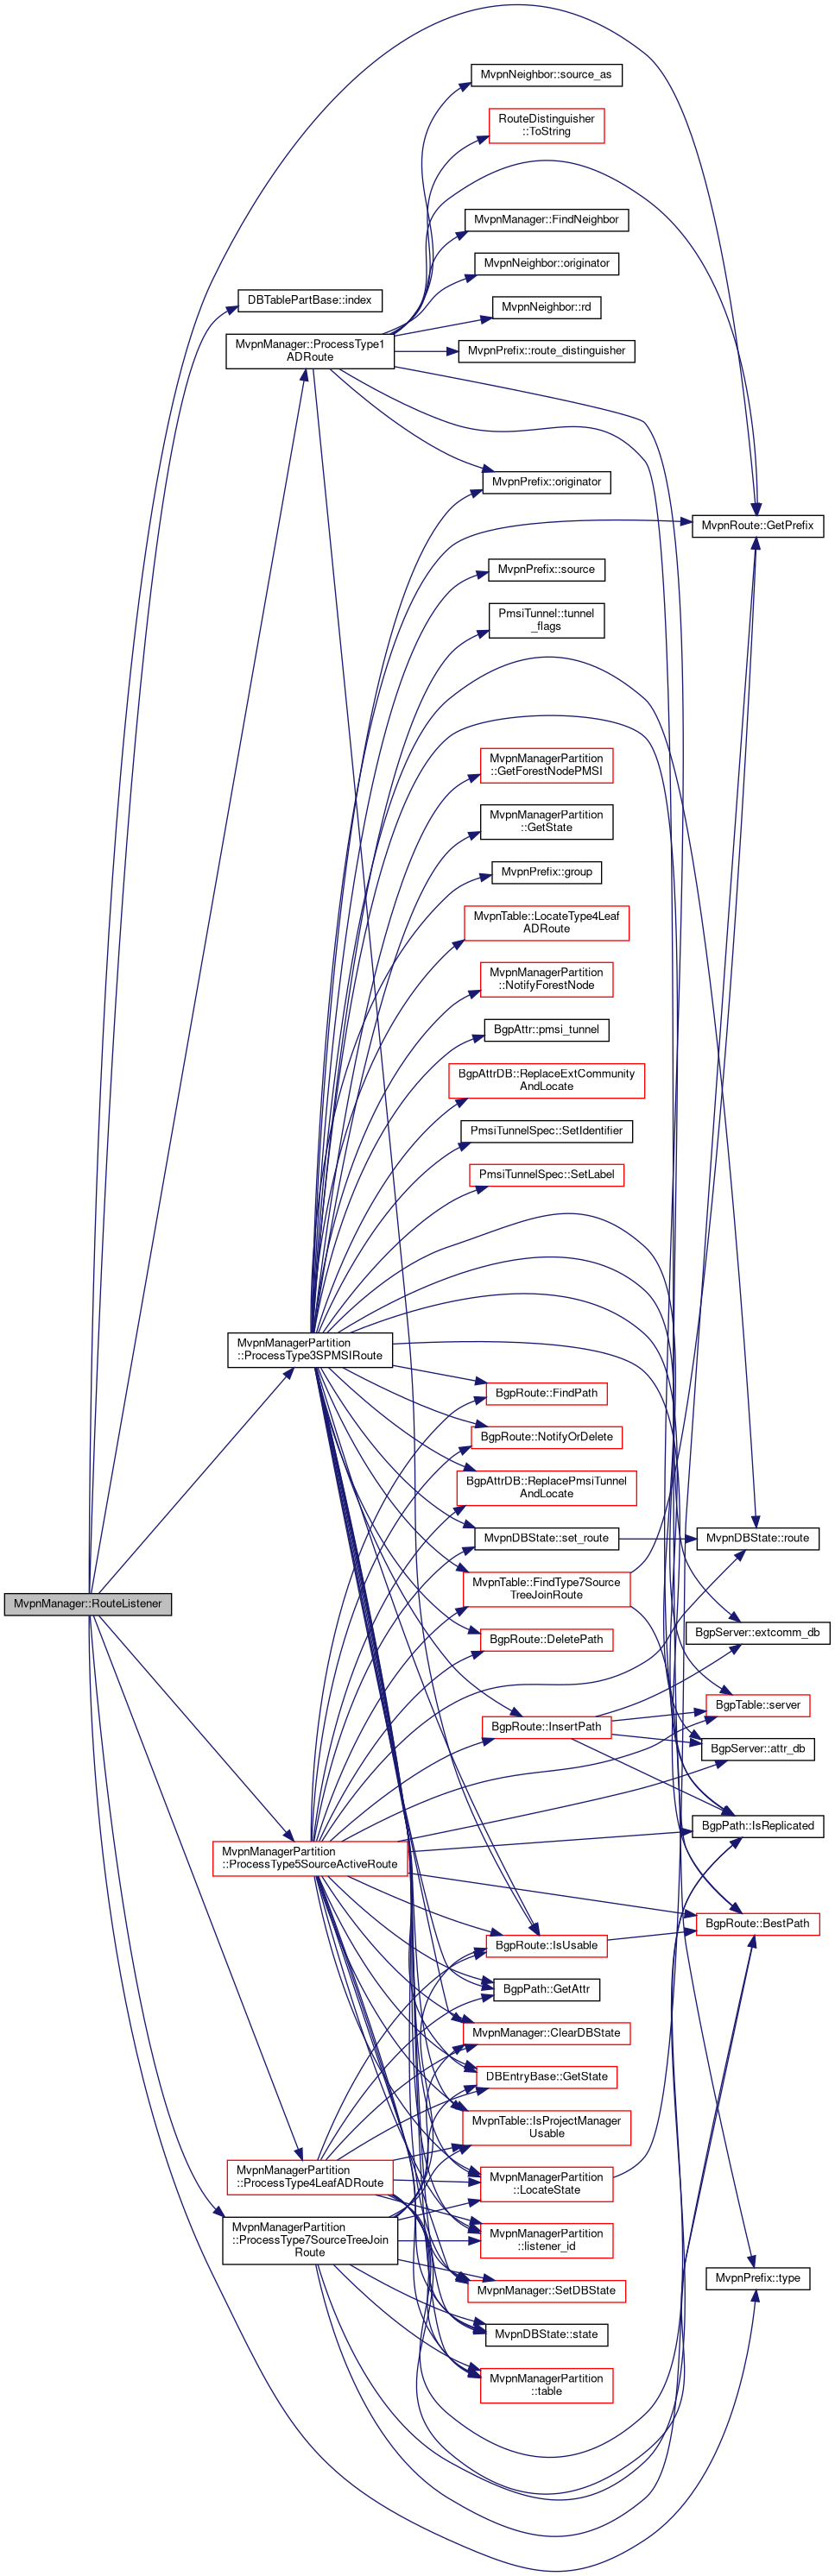 MvpnNeighbor::source_as
RouteDistinguisher
::ToString
MvpnManager::FindNeighbor
MvpnNeighbor::originator
DBTablePartBase::index
MvpnNeighbor::rd
MvpnManager::ProcessType1
ADRoute
MvpnPrefix::route_distinguisher
MvpnPrefix::originator
MvpnRoute::GetPrefix
MvpnPrefix::source
PmsiTunnel::tunnel
_flags
MvpnManagerPartition
::GetForestNodePMSI
MvpnManagerPartition
::GetState
MvpnPrefix::group
MvpnTable::LocateType4Leaf
ADRoute
MvpnManagerPartition
::NotifyForestNode
BgpAttr::pmsi_tunnel
BgpAttrDB::ReplaceExtCommunity
AndLocate
PmsiTunnelSpec::SetIdentifier
PmsiTunnelSpec::SetLabel
MvpnManagerPartition
::ProcessType3SPMSIRoute
BgpRoute::FindPath
BgpRoute::NotifyOrDelete
BgpAttrDB::ReplacePmsiTunnel
AndLocate
MvpnDBState::set_route
MvpnDBState::route
MvpnTable::FindType7Source
TreeJoinRoute
MvpnManager::RouteListener
BgpServer::extcomm_db
BgpRoute::DeletePath
BgpTable::server
BgpRoute::InsertPath
BgpServer::attr_db
BgpPath::IsReplicated
MvpnManagerPartition
::ProcessType5SourceActiveRoute
BgpRoute::BestPath
BgpRoute::IsUsable
BgpPath::GetAttr
MvpnManager::ClearDBState
DBEntryBase::GetState
MvpnTable::IsProjectManager
Usable
MvpnManagerPartition
::ProcessType4LeafADRoute
MvpnManagerPartition
::LocateState
MvpnManagerPartition
::ProcessType7SourceTreeJoin
Route
MvpnManagerPartition
::listener_id
MvpnPrefix::type
MvpnManager::SetDBState
MvpnDBState::state
MvpnManagerPartition
::table